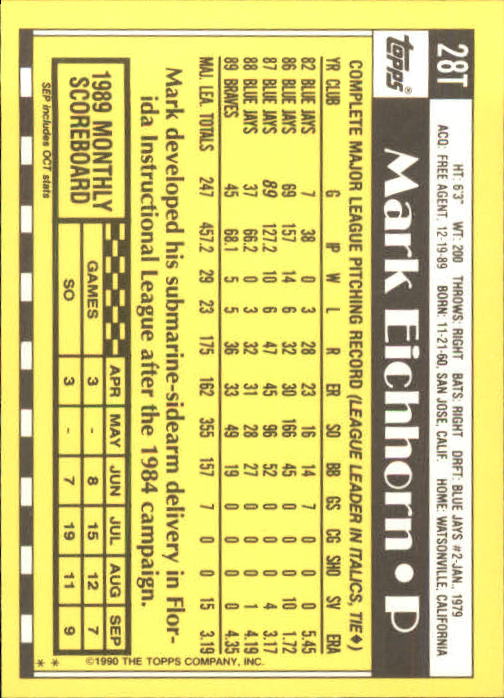 28T
HT: 6'3" WT: 200 THROWS: RIGHT BATS: RIGHT DRFT: BLUE JAYS #2-JAN., 1979
ACQ: FREE AGENT, 12-19-89 BORN: 11-21-60, SAN JOSE, CALIF. HOME: WATSONVILLE, CALIFORNIA
Topps®
Mark Eichhorn • P
COMPLETE MAJOR LEAGUE PITCHING RECORD (LEAGUE LEADER IN ITALICS, TIE♦)
YR CLUB G IP W L R ER SO BB GS CG SHO SV ERA
82 BLUE JAYS 7 38 0 3 28 23 16 14 7 0 0 0 5.45
86 BLUE JAYS 69 157 14 6 32 30 166 45 0 0 0 10 1.72
87 BLUE JAYS 89 127.2 10 6 47 45 96 52 0 0 0 4 3.17
88 BLUE JAYS 37 66.2 0 3 32 31 28 27 0 0 0 1 4.19
89 BRAVES 45 68.1 5 5 36 33 49 19 0 0 0 0 4.35
MAJ. LEA. TOTALS 247 457.2 29 23 175 162 355 157 7 0 0 15 3.19
Mark developed his submarine-sidearm delivery in Flor-
ida Instructional League after the 1984 campaign.
1989 MONTHLY
SCOREBOARD
SEP includes OCT stats
APR MAY JUN JUL AUG SEP
GAMES 3 - 8 15 12 7
SO 3 - 7 19 11 9
* * ©1990 THE TOPPS COMPANY, INC.